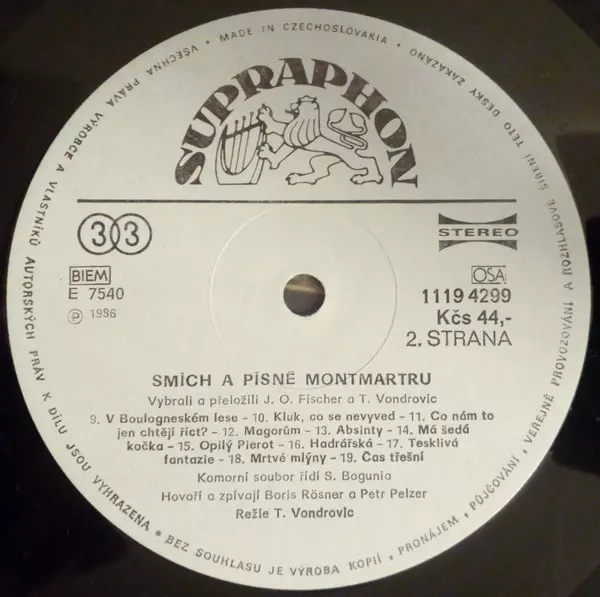 • MADE IN CZECHOSLOVAKIA •
VŠECHNA PRÁVA VÝROBCE A VLASTNÍKŮ AUTORSKÝCH PRÁV K DÍLU JSOU VYHRAZENA • BEZ SOUHLASU JE VÝROBA KOPIÍ, PRONÁJEM, PŮJČOVÁNÍ, VEŘEJNÉ PROVOZOVÁNÍ A ROZHLASOVÉ ŠÍŘENÍ TÉTO DESKY ZAKÁZÁNO
SUPRAPHON
33
STEREO
BIEM
OSA
E 7540
1119 4299
Ⓟ 1986
Kčs 44,-
2. STRANA
SMÍCH A PÍSNĚ MONTMARTRU
Vybrali a přeložili J. O. Fischer a T. Vondrovic
9. V Boulogneském lese – 10. Kluk, co se nevyved – 11. Co nám to
jen chtějí říct? – 12. Magorům – 13. Absinty – 14. Má šedá
kočka – 15. Opilý Pierot – 16. Hadrářská – 17. Tesklivá
fantazie – 18. Mrtvé mlýny – 19. Čas třešní
Komorní soubor řídí S. Bogunia
Hovoří a zpívají Boris Rösner a Petr Pelzer
Režie T. Vondrovic